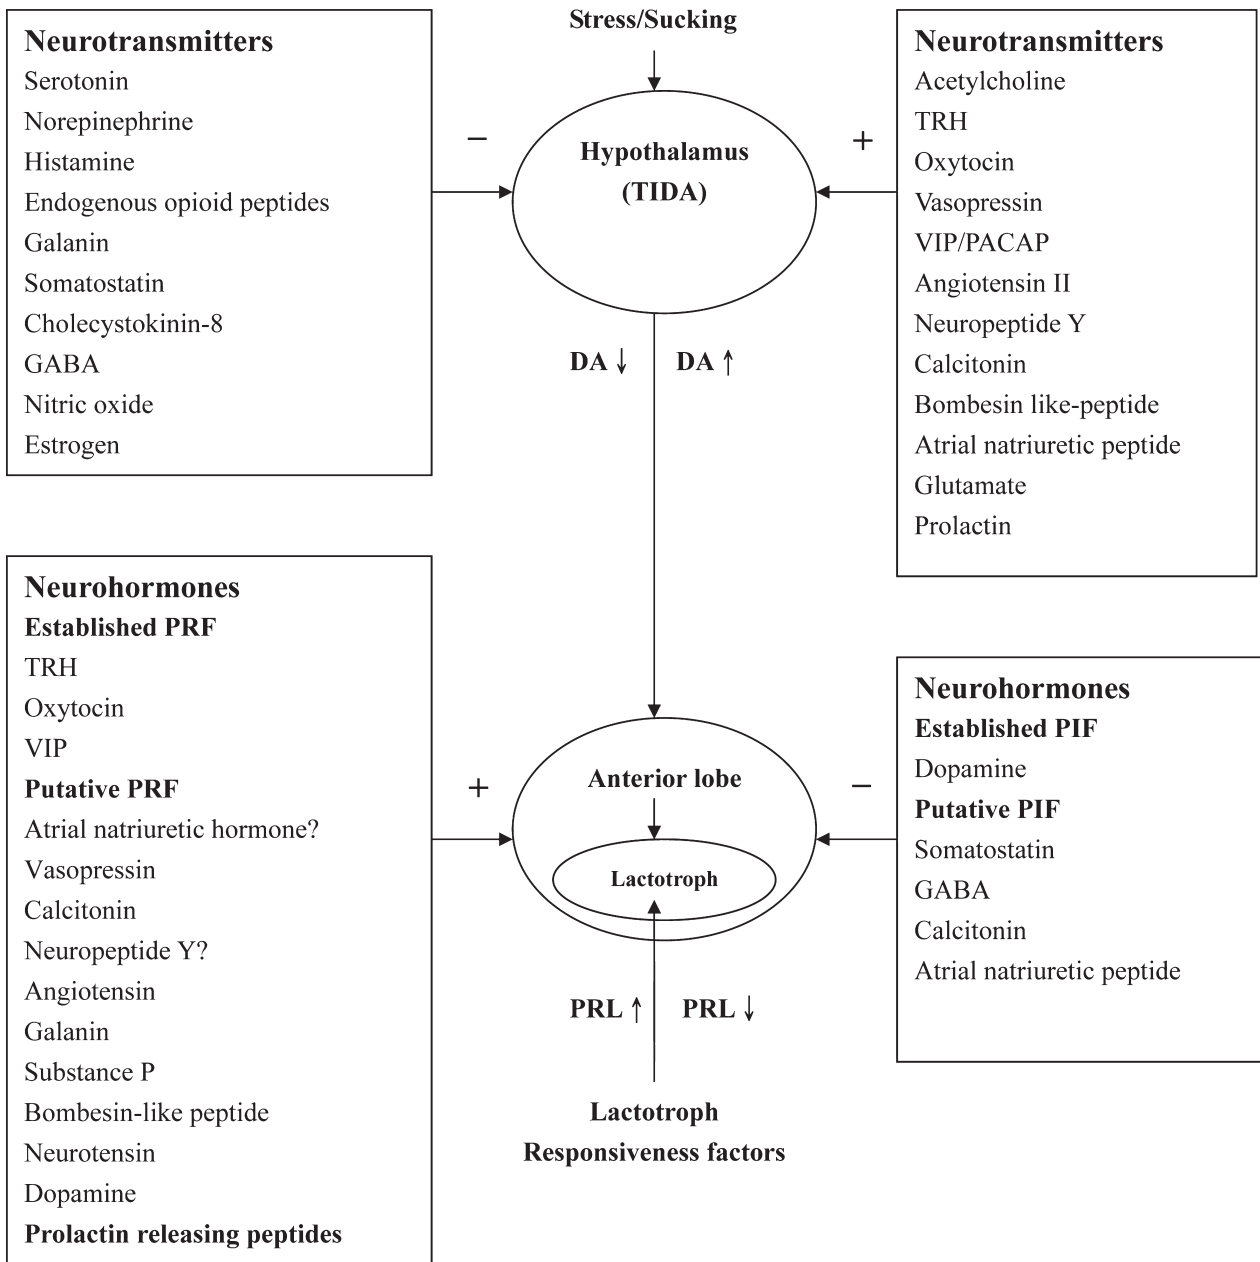 Stress/Sucking
Neurotransmitters
Serotonin
Norepinephrine
Histamine
Endogenous opioid peptides
Galanin
Somatostatin
Cholecystokinin-8
GABA
Nitric oxide
Estrogen
−
Hypothalamus
(TIDA)
+
Neurotransmitters
Acetylcholine
TRH
Oxytocin
Vasopressin
VIP/PACAP
Angiotensin II
Neuropeptide Y
Calcitonin
Bombesin like-peptide
Atrial natriuretic peptide
Glutamate
Prolactin
DA ↓ DA ↑
Neurohormones
Established PRF
TRH
Oxytocin
VIP
Putative PRF
Atrial natriuretic hormone?
Vasopressin
Calcitonin
Neuropeptide Y?
Angiotensin
Galanin
Substance P
Bombesin-like peptide
Neurotensin
Dopamine
Prolactin releasing peptides
+
Anterior lobe
Lactotroph
−
Neurohormones
Established PIF
Dopamine
Putative PIF
Somatostatin
GABA
Calcitonin
Atrial natriuretic peptide
PRL ↑ PRL ↓
Lactotroph
Responsiveness factors